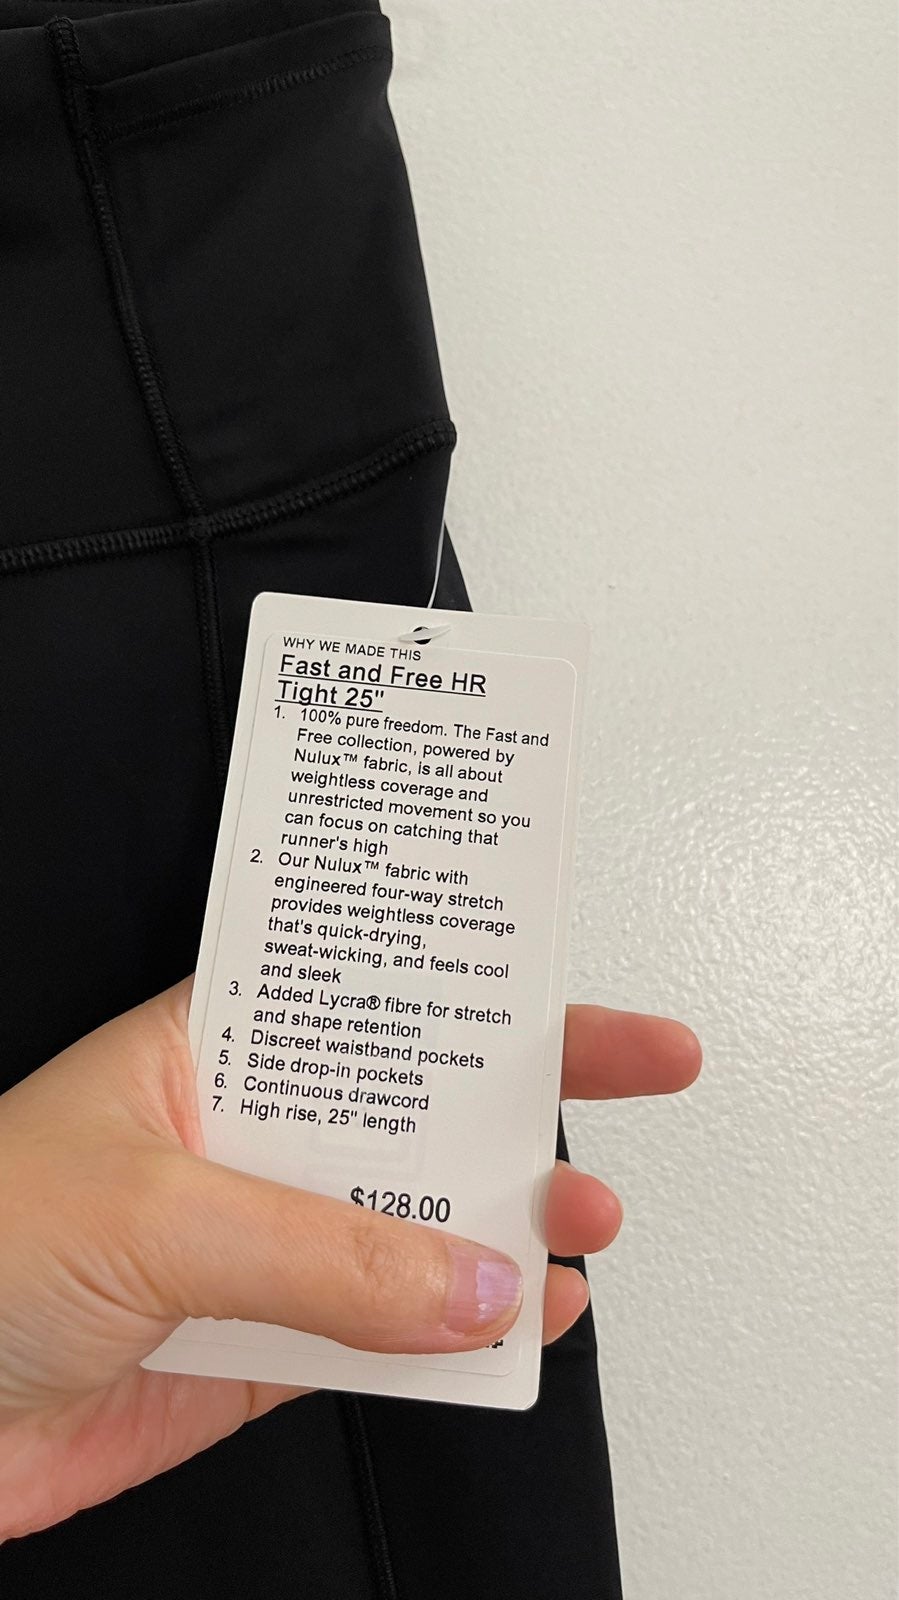 WHY WE MADE THIS
Fast and Free HR
Tight 25"
1. 100% pure freedom. The Fast and
Free collection, powered by
Nulux™ fabric, is all about
weightless coverage and
unrestricted movement so you
can focus on catching that
runner's high
2. Our Nulux™ fabric with
engineered four-way stretch
provides weightless coverage
that's quick-drying,
sweat-wicking, and feels cool
and sleek
3. Added Lycra® fibre for stretch
and shape retention
4. Discreet waistband pockets
5. Side drop-in pockets
6. Continuous drawcord
7. High rise, 25" length
$128.00